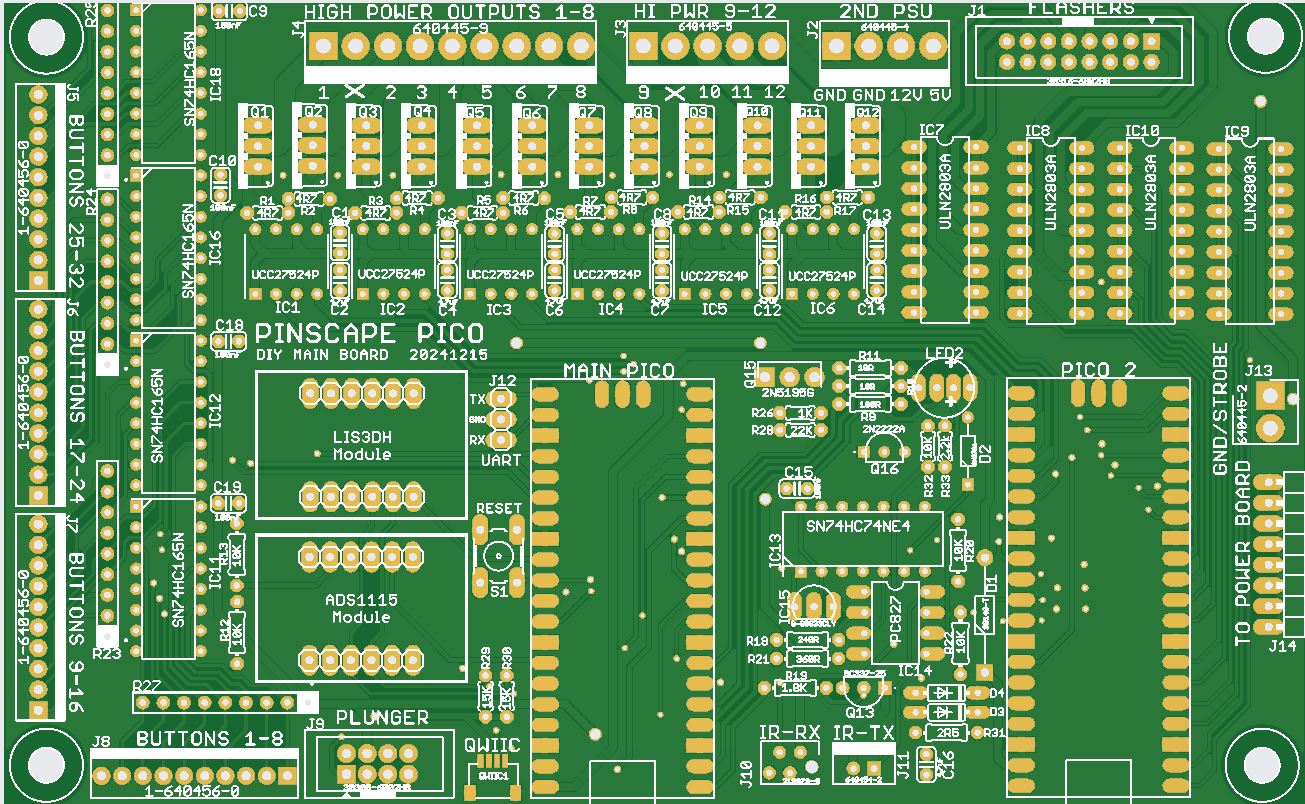 HIGH POWER OUTPUTS 1-8
HI PWR 9-12
2ND PSU
FLASHERS
C9
100nF
J4
640445-9
J3
J2
640445-4
J1
1 X 2 3 4 5 6 7 8
9 X 10 11 12
GND GND 12V 5V
R25
SN74HC165N
IC18
J5
BUTTONS 25-32
1-640456-0
Q1 Q2 Q3 Q4 Q5 Q6 Q7 Q8 Q9 Q10 Q11 Q12
IC7
IC8
IC10
IC9
ULN2803A
ULN2803A
ULN2803A
ULN2803A
C10
100nF
R24
SN74HC165N
IC16
R1 R3 R5 R7 R14 R16
4R7 4R7 4R7 4R7 4R7 4R7
R2 R4 R6 R8 R15 R17
4R7 4R7 4R7 4R7 4R7 4R7
C1 C3 C5 C8 C11 C13
UCC27524P UCC27524P UCC27524P UCC27524P UCC27524P UCC27524P
IC1 C2 IC2 C4 IC3 C6 IC4 C7 IC5 C12 IC6 C14
J6
BUTTONS 17-24
1-640456-0
C18
100nF
PINSCAPE PICO
DIY MAIN BOARD 20241215
SN74HC165N
IC12
LIS3DH
Module
J12
TX
GND
RX
UART
MAIN PICO
Q15
2N5195G
R11
10R
10R
100R
R9
LED2
R26 1K
R28 22K
2N2222A
Q16
10K
2.2K
R32
R33
D2
PICO 2
GND/STROBE
J13
640445-2
C15
C19
100nF
J7
BUTTONS 9-16
1-640456-0
SN74HC165N
IC11
R13
10K
R12
10K
R23
ADS1115
Module
RESET
S1
SN74HC74NE4
IC13
R20
10K
D1
IC15
PC827
IC14
R18 240R
R21 360R
R22
10K
R19
1.8K
Q13
D4
D3
2R5 R31
TO POWER BOARD
J14
R27
R29
15K
R30
15K
J8
BUTTONS 1-8
1-640456-0
J9
PLUNGER
QWIIC
QWIIC1
IR-RX
J10
IR-TX
640454-2
J11
C16